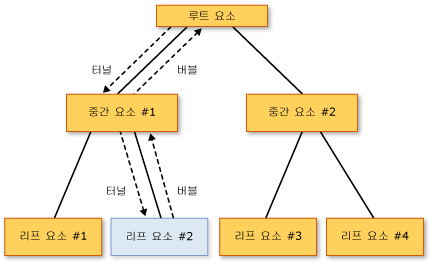 루트 요소
터널
버블
중간 요소 #1
중간 요소 #2
터널
버블
리프 요소 #1
리프 요소 #2
리프 요소 #3
리프 요소 #4